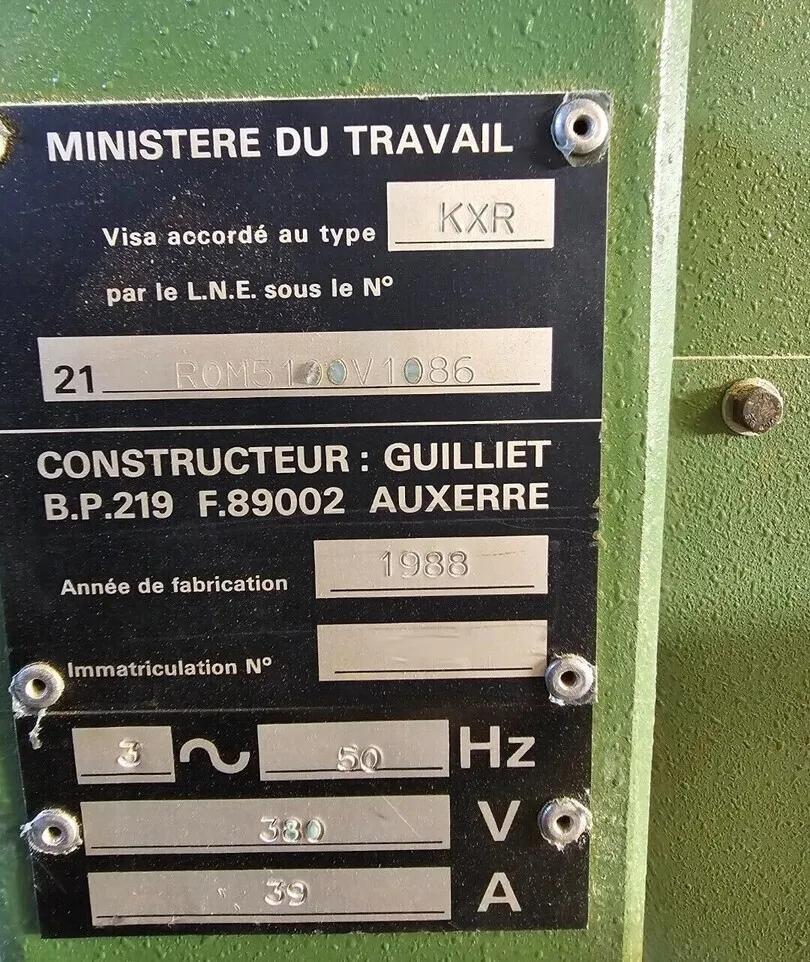 MINISTERE DU TRAVAIL
Visa accordé au type KXR
par le L.N.E. sous le N°
21 ROM5100V1086
CONSTRUCTEUR : GUILLIET
B.P.219 F.89002 AUXERRE
Année de fabrication 1988
Immatriculation N°
3 ~ 50 Hz
380 V
39 A